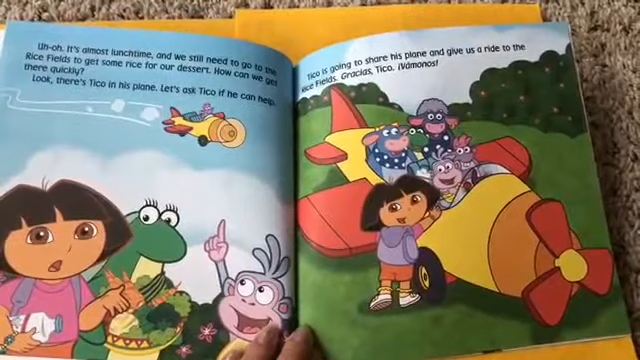 Uh-oh. It's almost lunchtime, and we still need to go to the
Rice Fields to get some rice for our dessert. How can we get
there quickly?
Look, there's Tico in his plane. Let's ask Tico if he can help.
Tico is going to share his plane and give us a ride to the
Rice Fields. Gracias, Tico. ¡Vámonos!